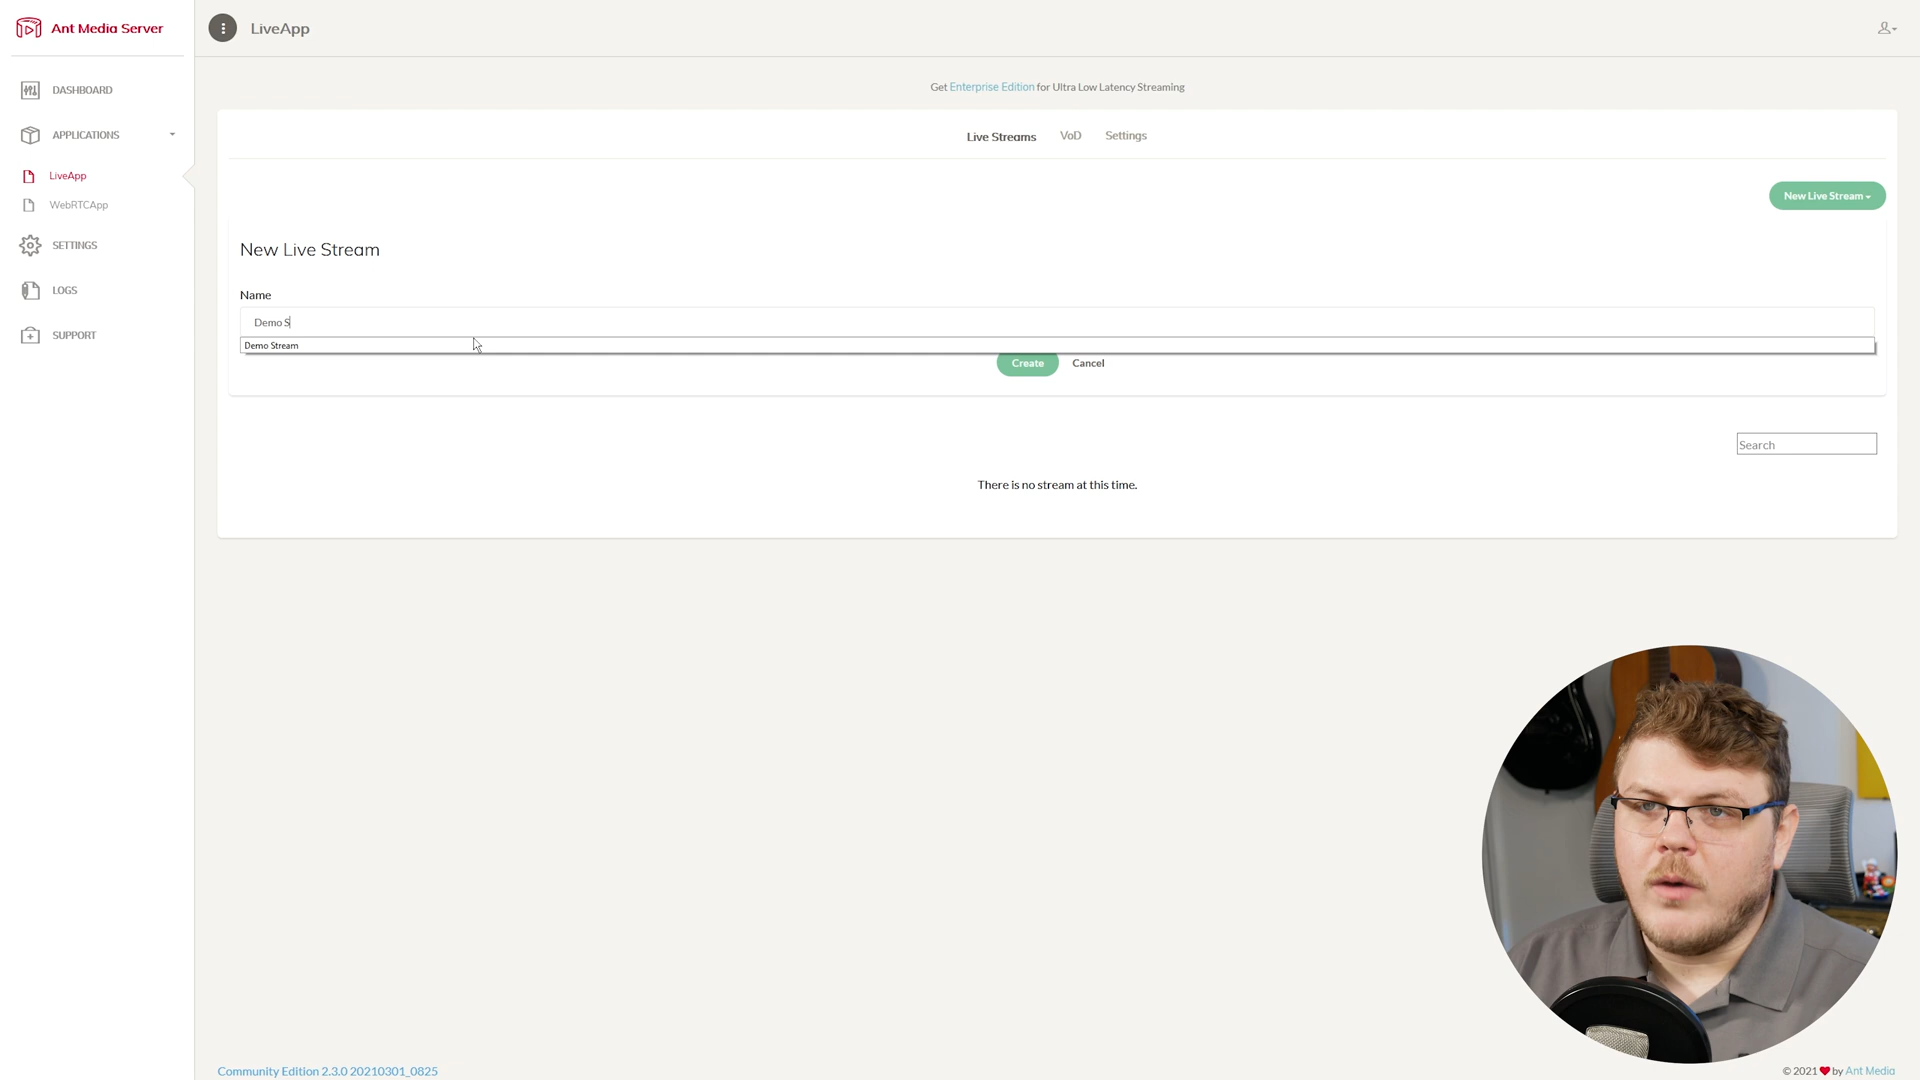 Ant Media Server
LiveApp
DASHBOARD
APPLICATIONS
LiveApp
WebRTCApp
SETTINGS
LOGS
SUPPORT
Get Enterprise Edition for Ultra Low Latency Streaming
Live Streams VoD Settings
New Live Stream
New Live Stream
Name
Demo S
Demo Stream
Create Cancel
Search
There is no stream at this time.
Community Edition 2.3.0 20210301_0825
© 2021 ❤ by Ant Media